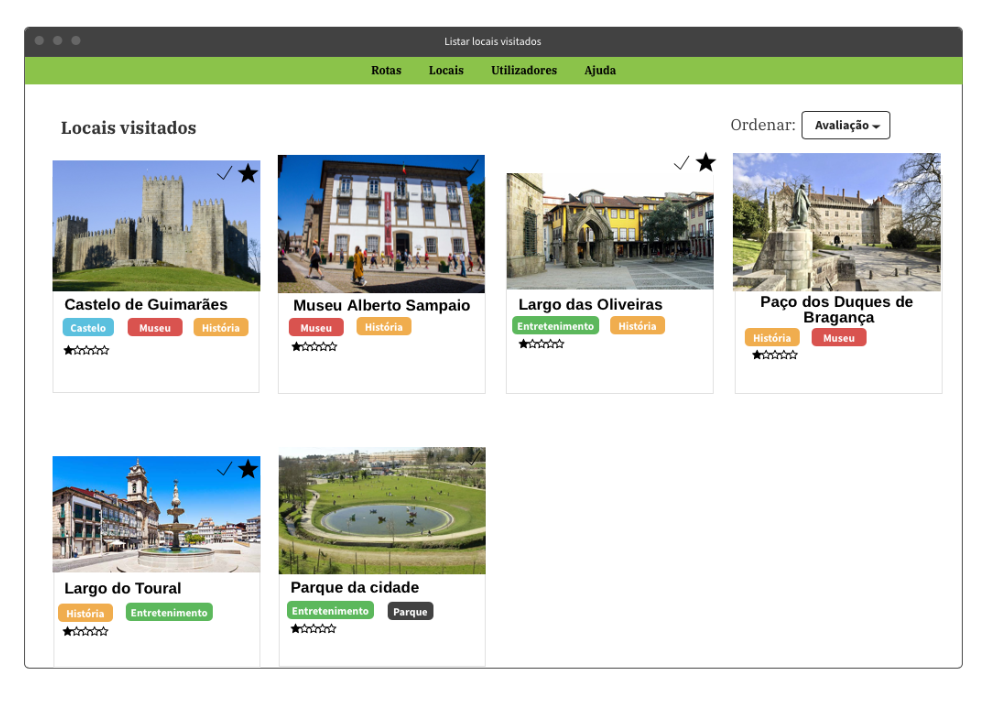 Listar locais visitados
Rotas Locais Utilizadores Ajuda
Locais visitados
Ordenar: Avaliação
Castelo de Guimarães
Castelo Museu História
Museu Alberto Sampaio
Museu História
Largo das Oliveiras
Entretenimento História
Paço dos Duques de
Bragança
História Museu
Largo do Toural
História Entretenimento
Parque da cidade
Entretenimento Parque